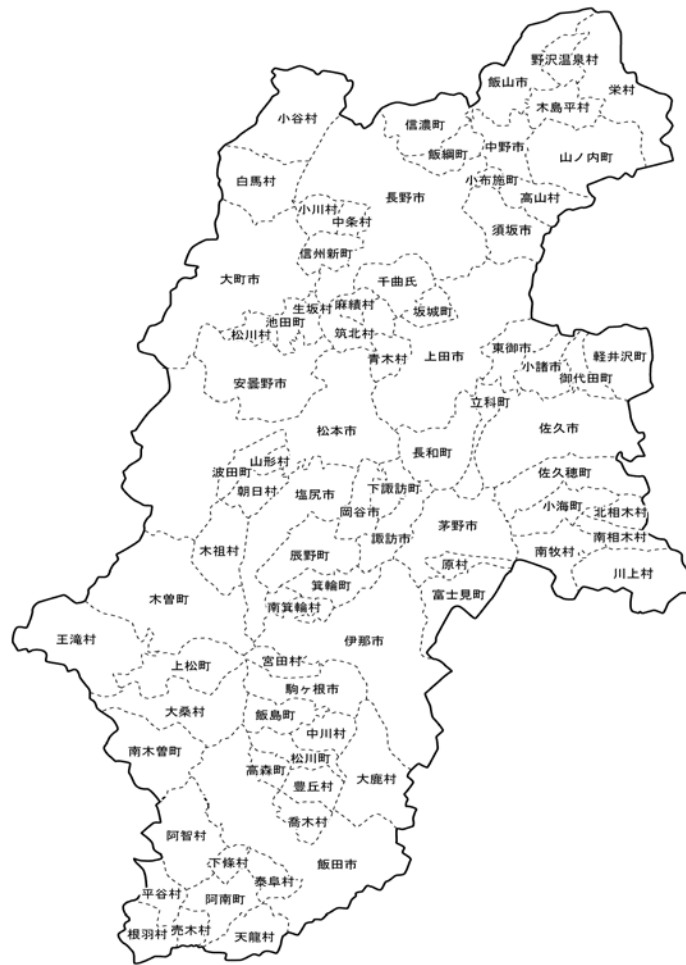 野沢温泉村
飯山市
栄村
木島平村
小谷村
信濃町
中野市
飯綱町
山ノ内町
白馬村
小布施町
長野市
高山村
小川村
中条村
須坂市
信州新町
大町市
千曲氏
生坂村
麻績村
坂城町
池田町
松川村
筑北村
東御市
青木村
上田市
軽井沢町
小諸市
御代田町
安曇野市
立科町
松本市
佐久市
長和町
山形村
波田町
佐久穂町
下諏訪町
朝日村
塩尻市
小海町
岡谷市
北相木村
茅野市
諏訪市
南相木村
木祖村
辰野町
南牧村
原村
川上村
箕輪町
富士見町
木曽町
南箕輪村
王滝村
伊那市
宮田村
上松町
駒ヶ根市
大桑村
飯島町
中川村
南木曽町
松川町
高森町
大鹿村
豊丘村
喬木村
阿智村
下條村
飯田市
泰阜村
平谷村
阿南町
根羽村
売木村
天龍村